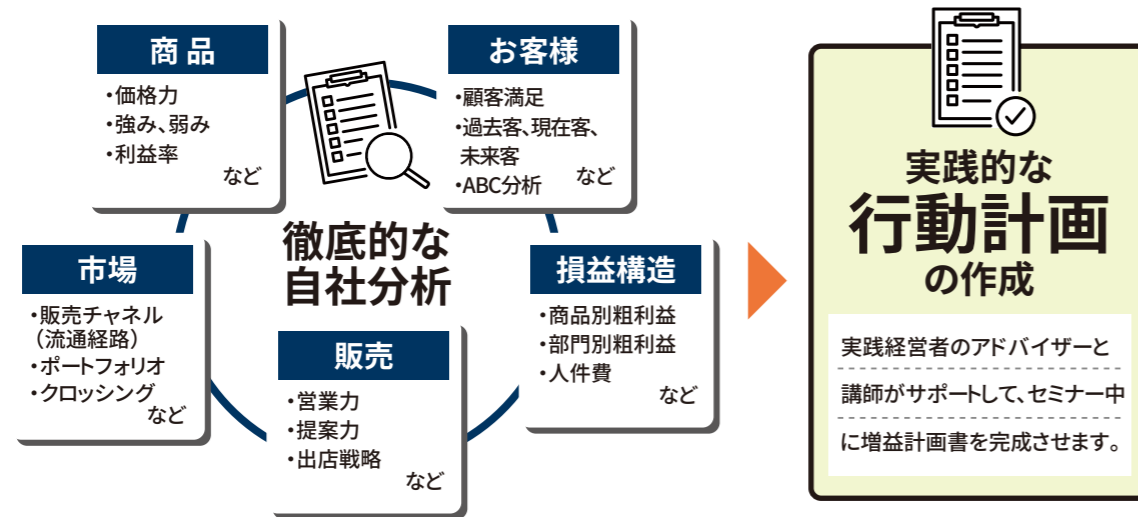 商品
・価格力
・強み、弱み
・利益率
など
お客様
・顧客満足
・過去客、現在客、
未来客
・ABC分析
など
徹底的な
自社分析
市場
・販売チャネル
（流通経路）
・ポートフォリオ
・クロッシング
など
販売
・営業力
・提案力
・出店戦略
など
損益構造
・商品別粗利益
・部門別粗利益
・人件費
など
実践的な
行動計画
の作成
実践経営者のアドバイザーと
講師がサポートして、セミナー中
に増益計画書を完成させます。